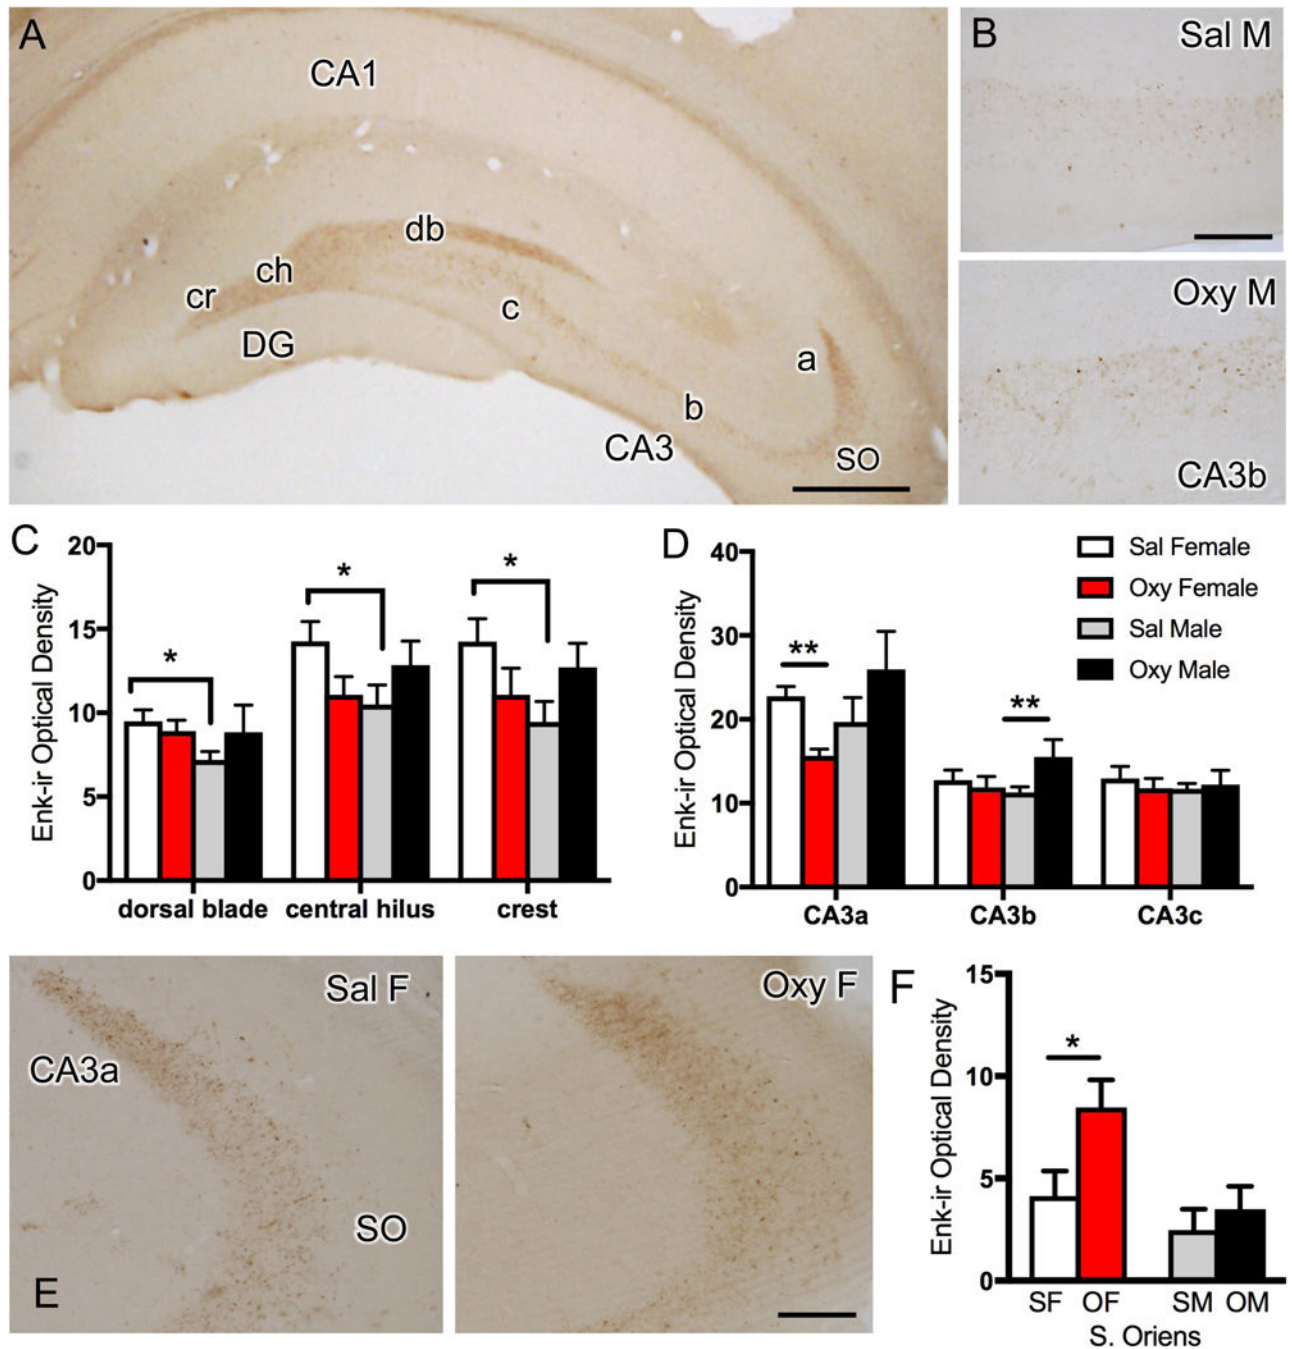 A
CA1
db
ch
cr
c
DG
a
b
CA3
SO
B
Sal M
Oxy M
CA3b
C
20
15
10
5
0
Enk-ir Optical Density
*
*
*
dorsal blade
central hilus
crest
D
40
30
20
10
0
Enk-ir Optical Density
**
**
CA3a
CA3b
CA3c
Sal Female
Oxy Female
Sal Male
Oxy Male
Sal F
CA3a
SO
E
Oxy F
F
15
10
5
0
Enk-ir Optical Density
*
SF
OF
SM
OM
S. Oriens